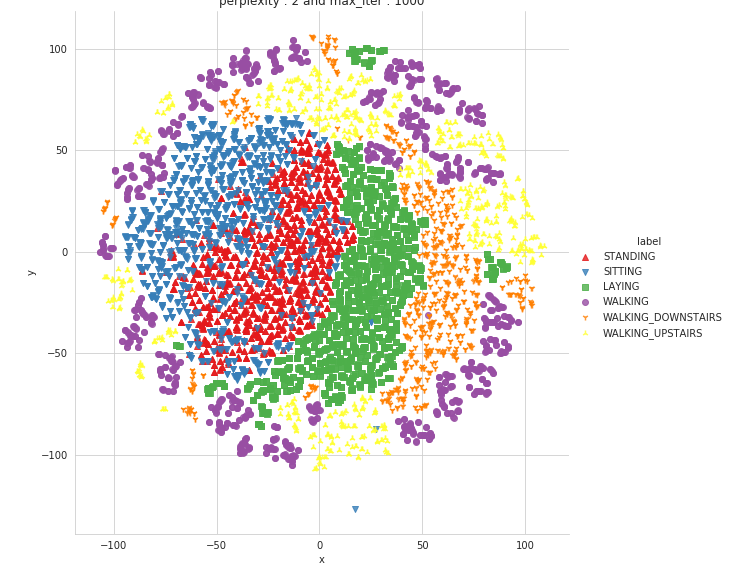 perplexity : 2 and max_iter : 1000
100
50
0
−50
−100
y
−100
−50
0
50
100
x
label
STANDING
SITTING
LAYING
WALKING
WALKING_DOWNSTAIRS
WALKING_UPSTAIRS